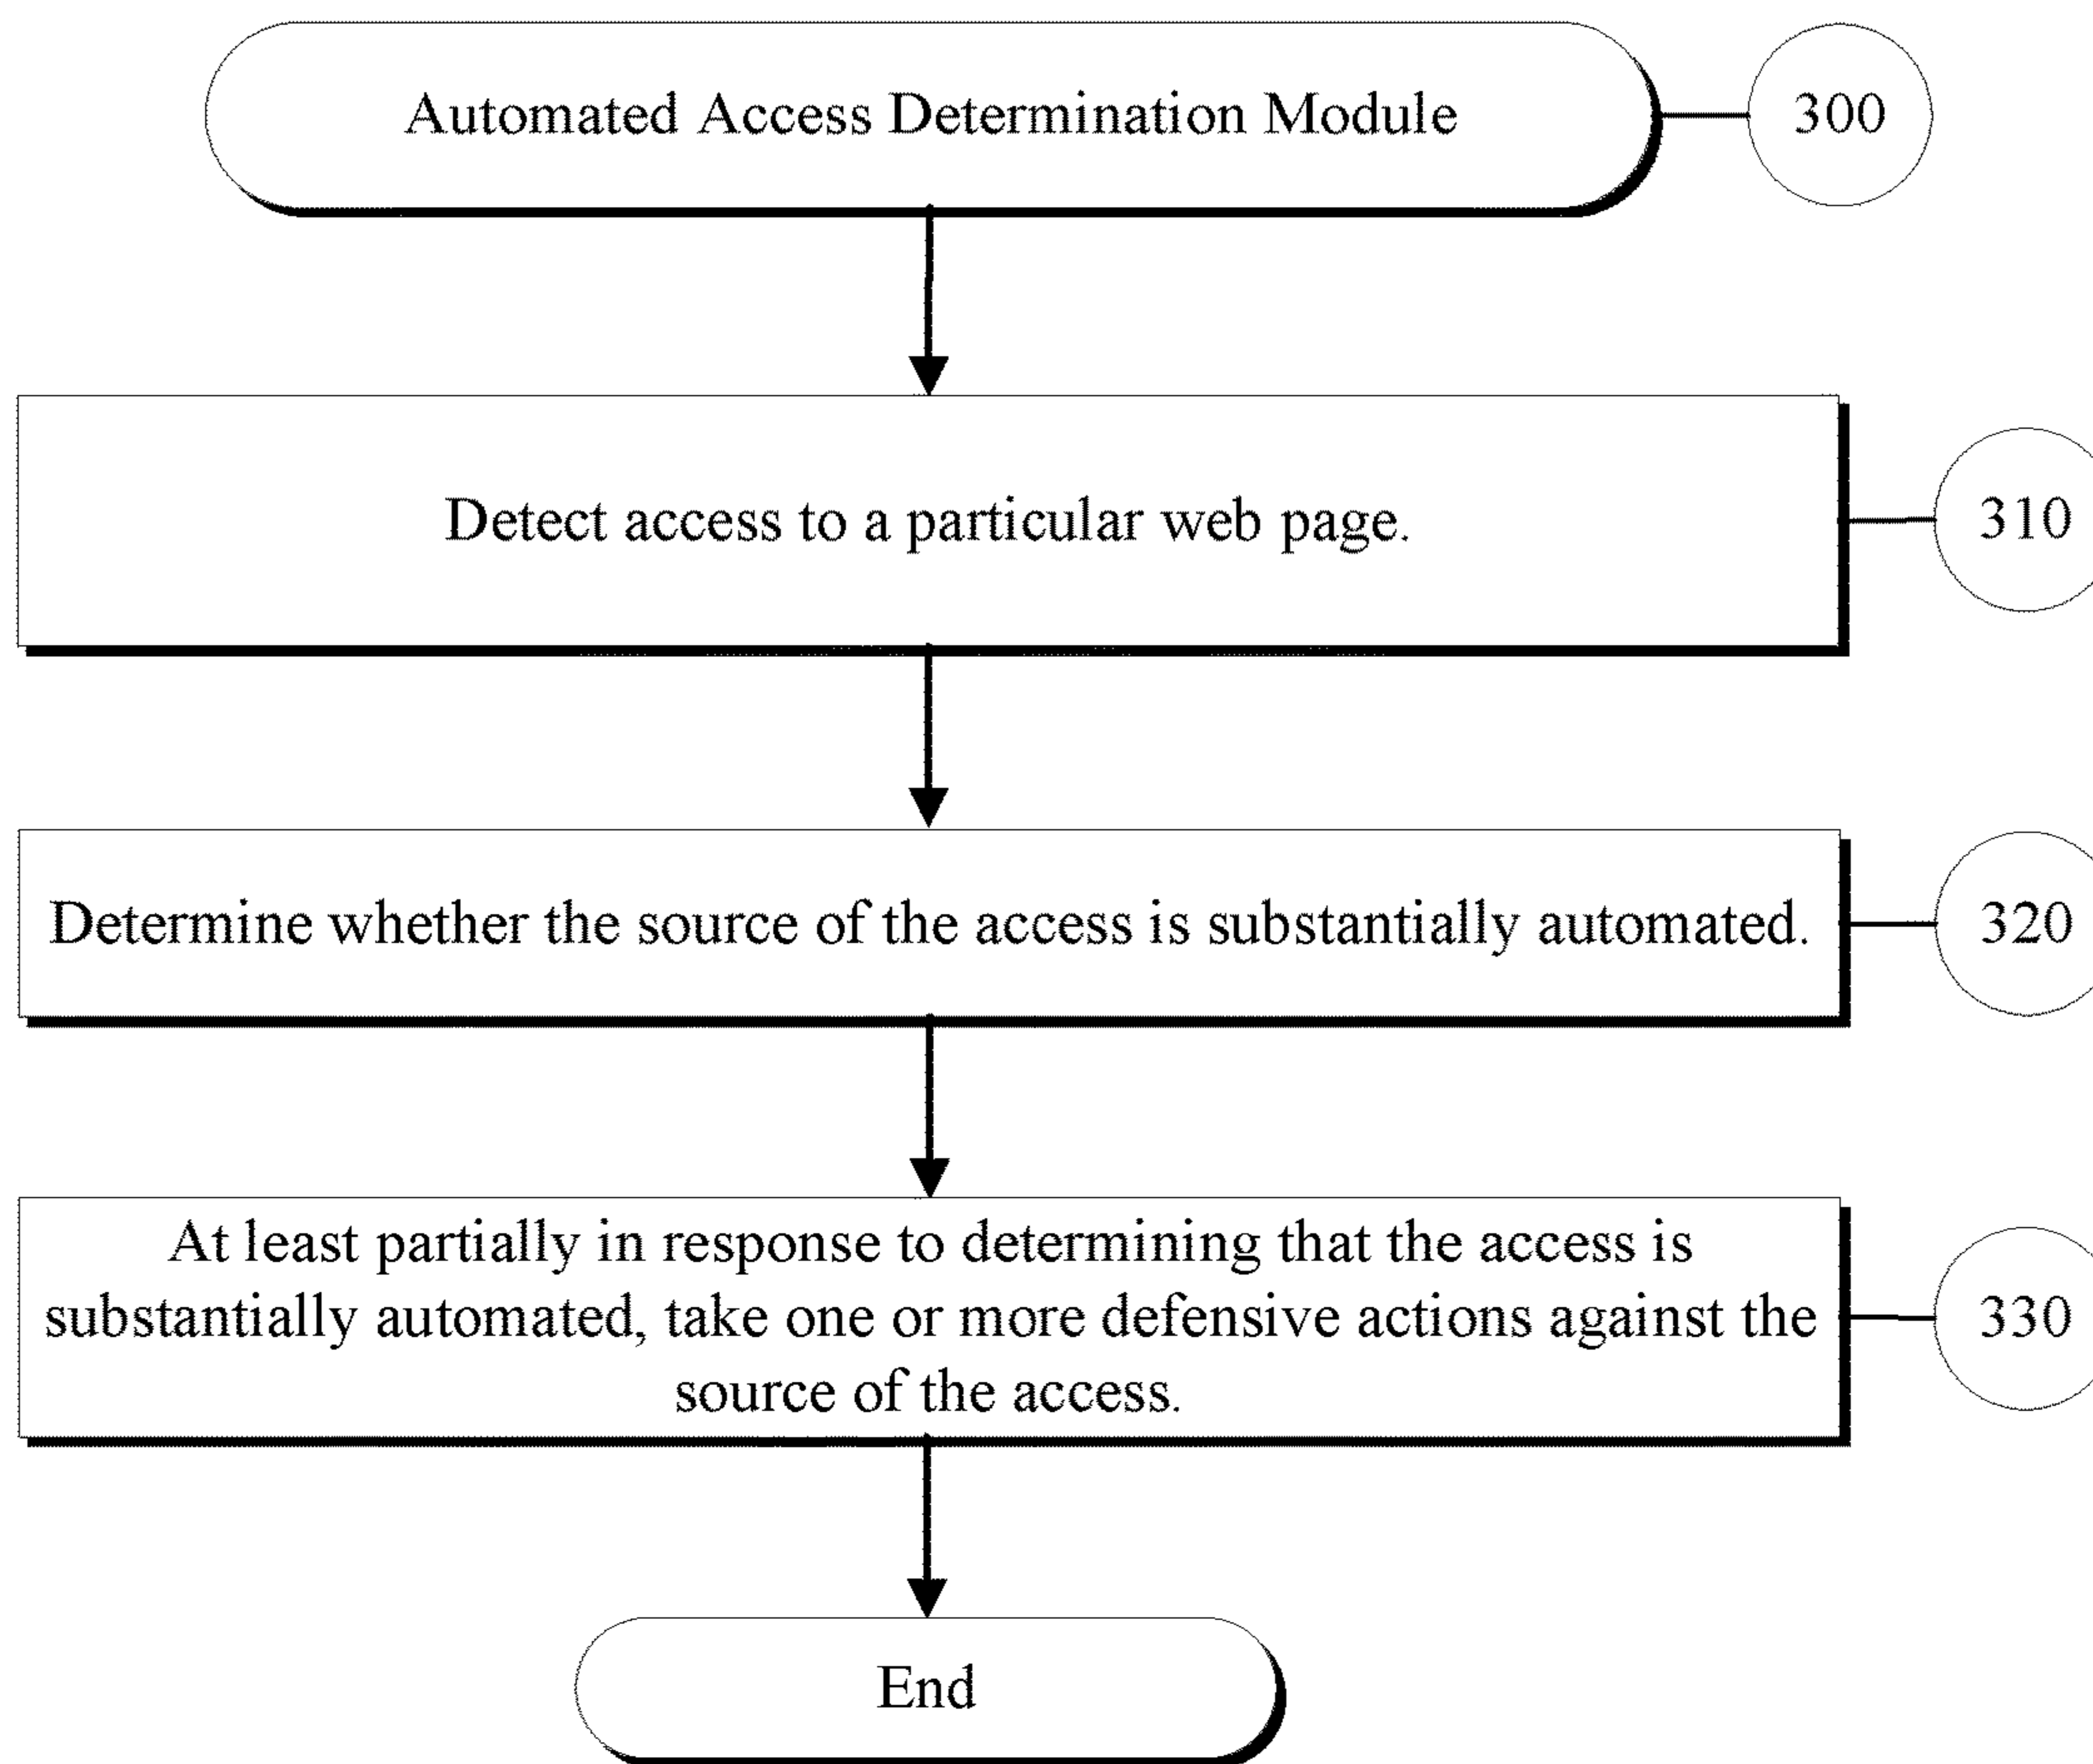 Automated Access Determination Module
300
Detect access to a particular web page.
310
Determine whether the source of the access is substantially automated.
320
At least partially in response to determining that the access is
substantially automated, take one or more defensive actions against the
source of the access.
330
End